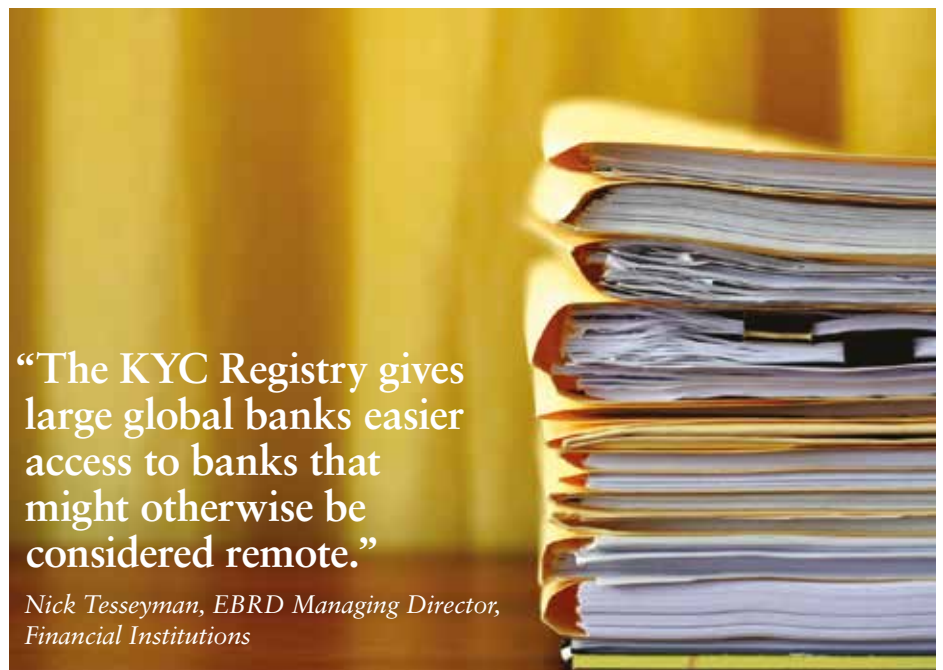 “The KYC Registry gives
large global banks easier
access to banks that
might otherwise be
considered remote.”
Nick Tesseyman, EBRD Managing Director,
Financial Institutions